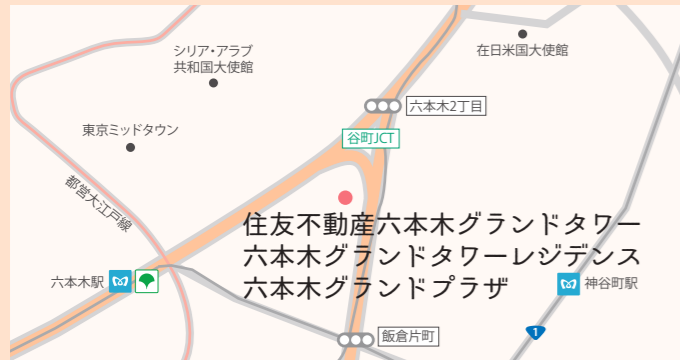 シリア・アラブ
共和国大使館
在日米国大使館
六本木2丁目
東京ミッドタウン
谷町JCT
都営大江戸線
住友不動産六本木グランドタワー
六本木グランドタワーレジデンス
六本木グランドプラザ
六本木駅
神谷町駅
飯倉片町
1